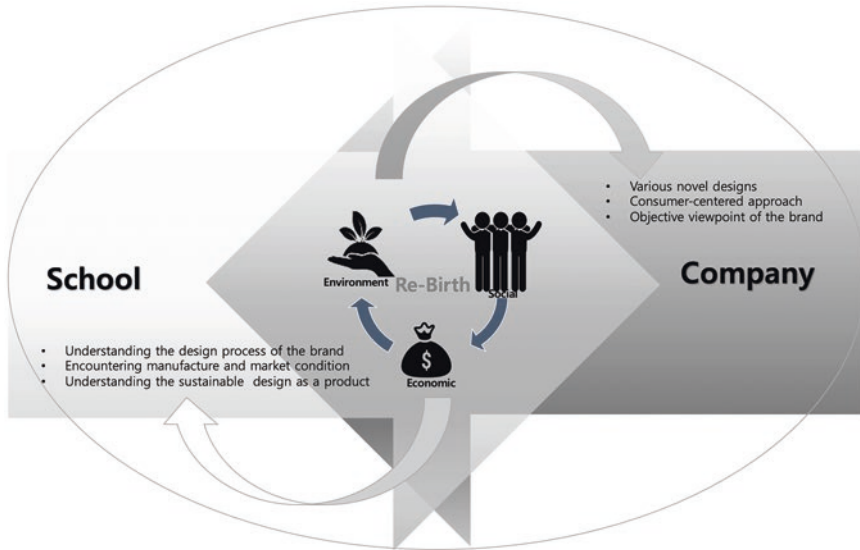 • Various novel designs
• Consumer-centered approach
• Objective viewpoint of the brand
School
Company
Environment
Re-Birth
Social
$
Economic
• Understanding the design process of the brand
• Encountering manufacture and market condition
• Understanding the sustainable design as a product